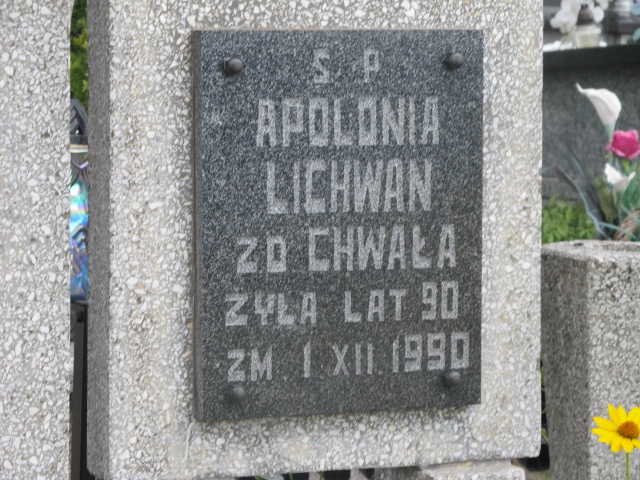 Ś P
APOLONIA
LICHWAN
ZD CHWAŁA
ŻYŁA LAT 90
ZM. 1 XII 1990